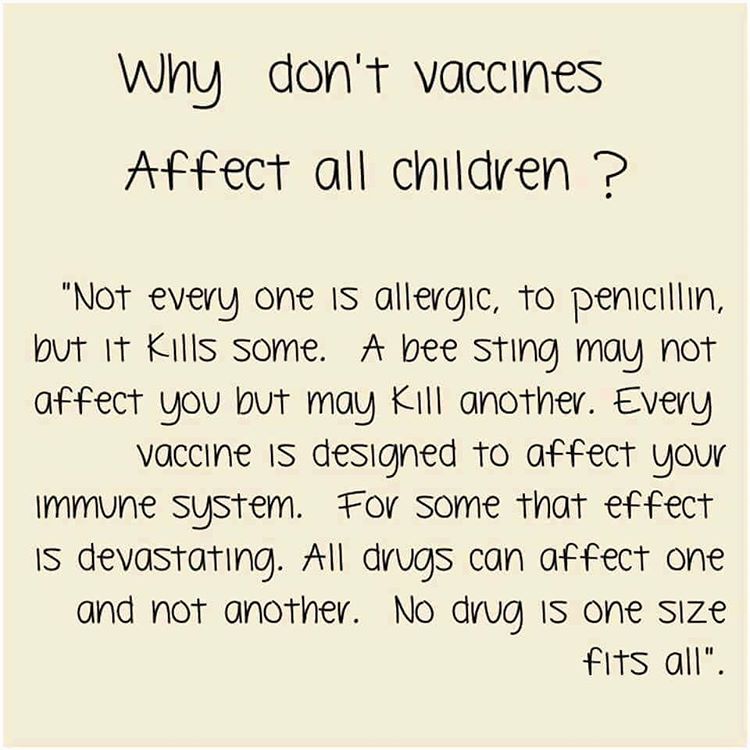 Why don't vaccines
Affect all children ?
"Not every one is allergic, to penicillin,
but it kills some. A bee sting may not
affect you but may kill another. Every
vaccine is designed to affect your
immune system. For some that effect
is devastating. All drugs can affect one
and not another. No drug is one size
fits all".